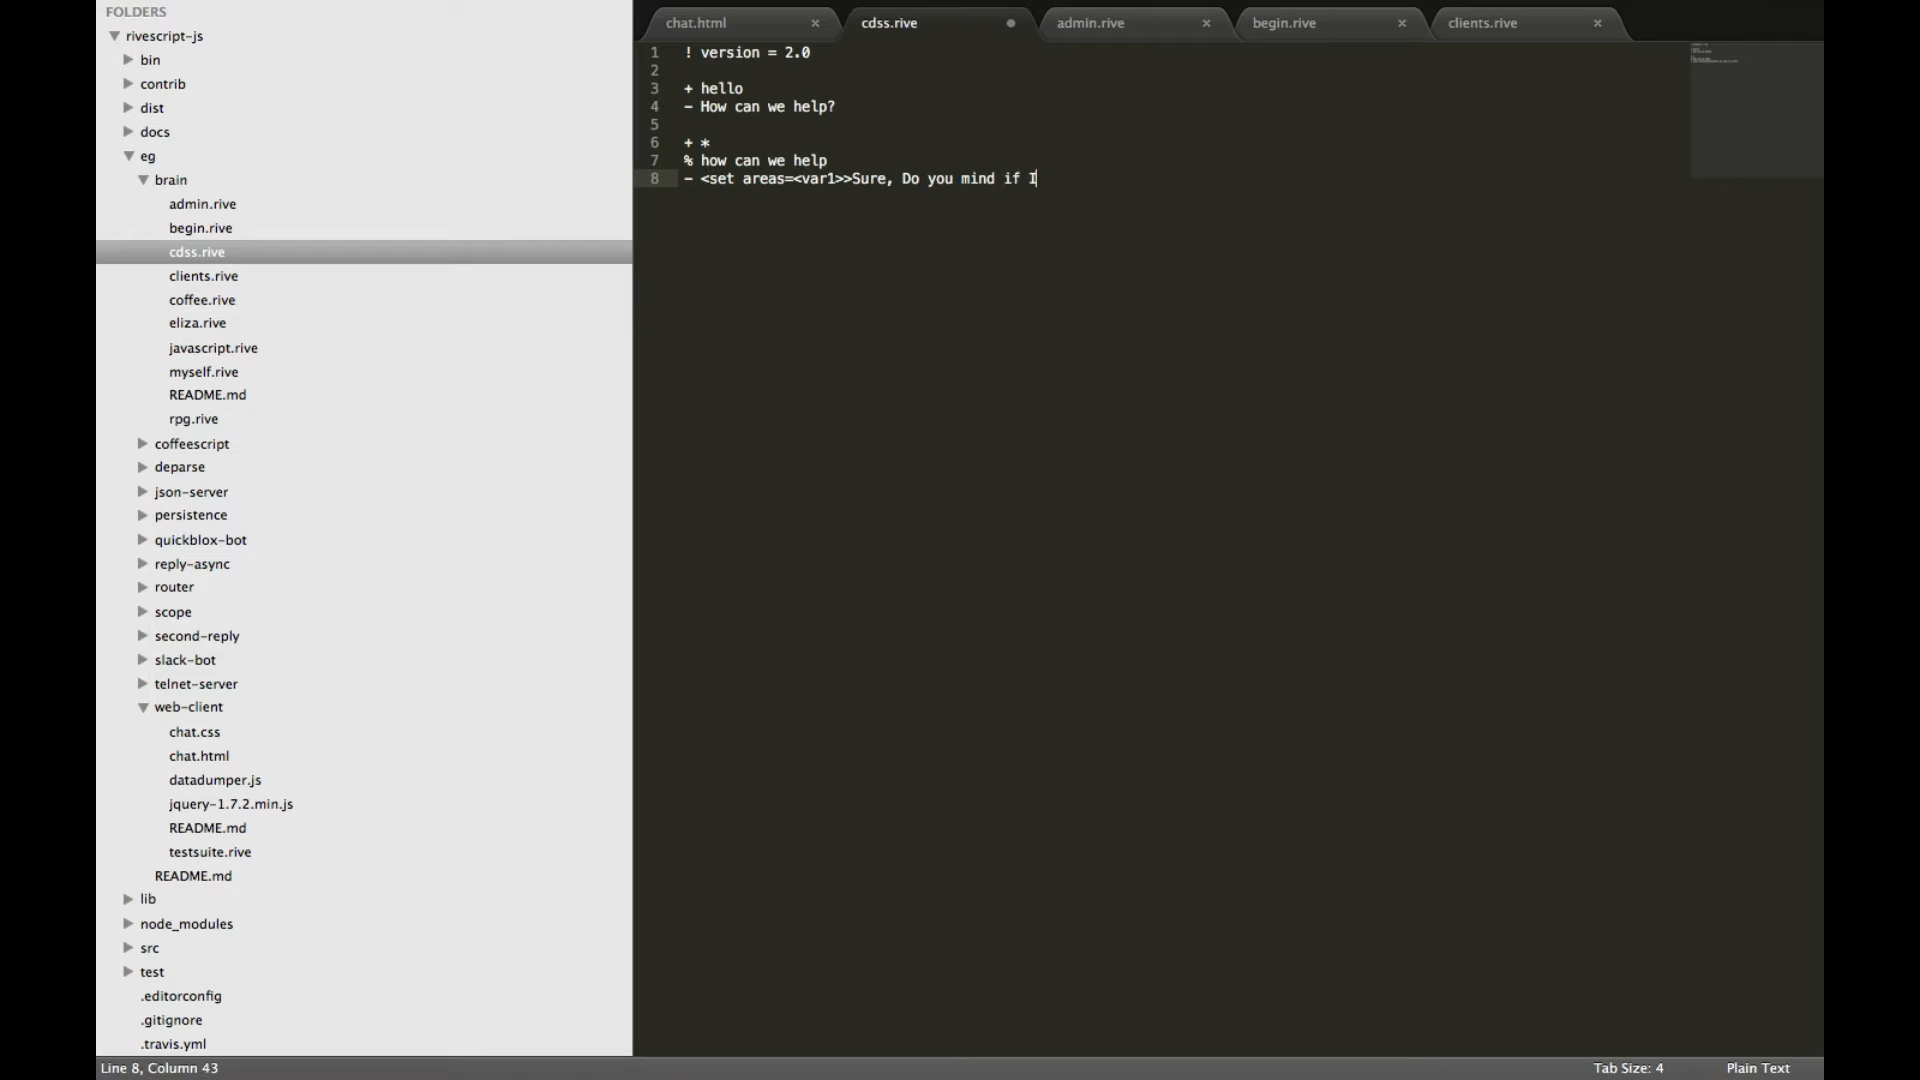 FOLDERS
rivescript-js
bin
contrib
dist
docs
eg
brain
admin.rive
begin.rive
cdss.rive
clients.rive
coffee.rive
eliza.rive
javascript.rive
myself.rive
README.md
rpg.rive
coffeescript
deparse
json-server
persistence
quickblox-bot
reply-async
router
scope
second-reply
slack-bot
telnet-server
web-client
chat.css
chat.html
datadumper.js
jquery-1.7.2.min.js
README.md
testsuite.rive
README.md
lib
node_modules
src
test
.editorconfig
.gitignore
.travis.yml
chat.html × cdss.rive admin.rive × begin.rive × clients.rive ×
1 ! version = 2.0
2
3 + hello
4 - How can we help?
5
6 + *
7 % how can we help
8 - <set areas=<var1>>Sure, Do you mind if I
Line 8, Column 43 Tab Size: 4 Plain Text